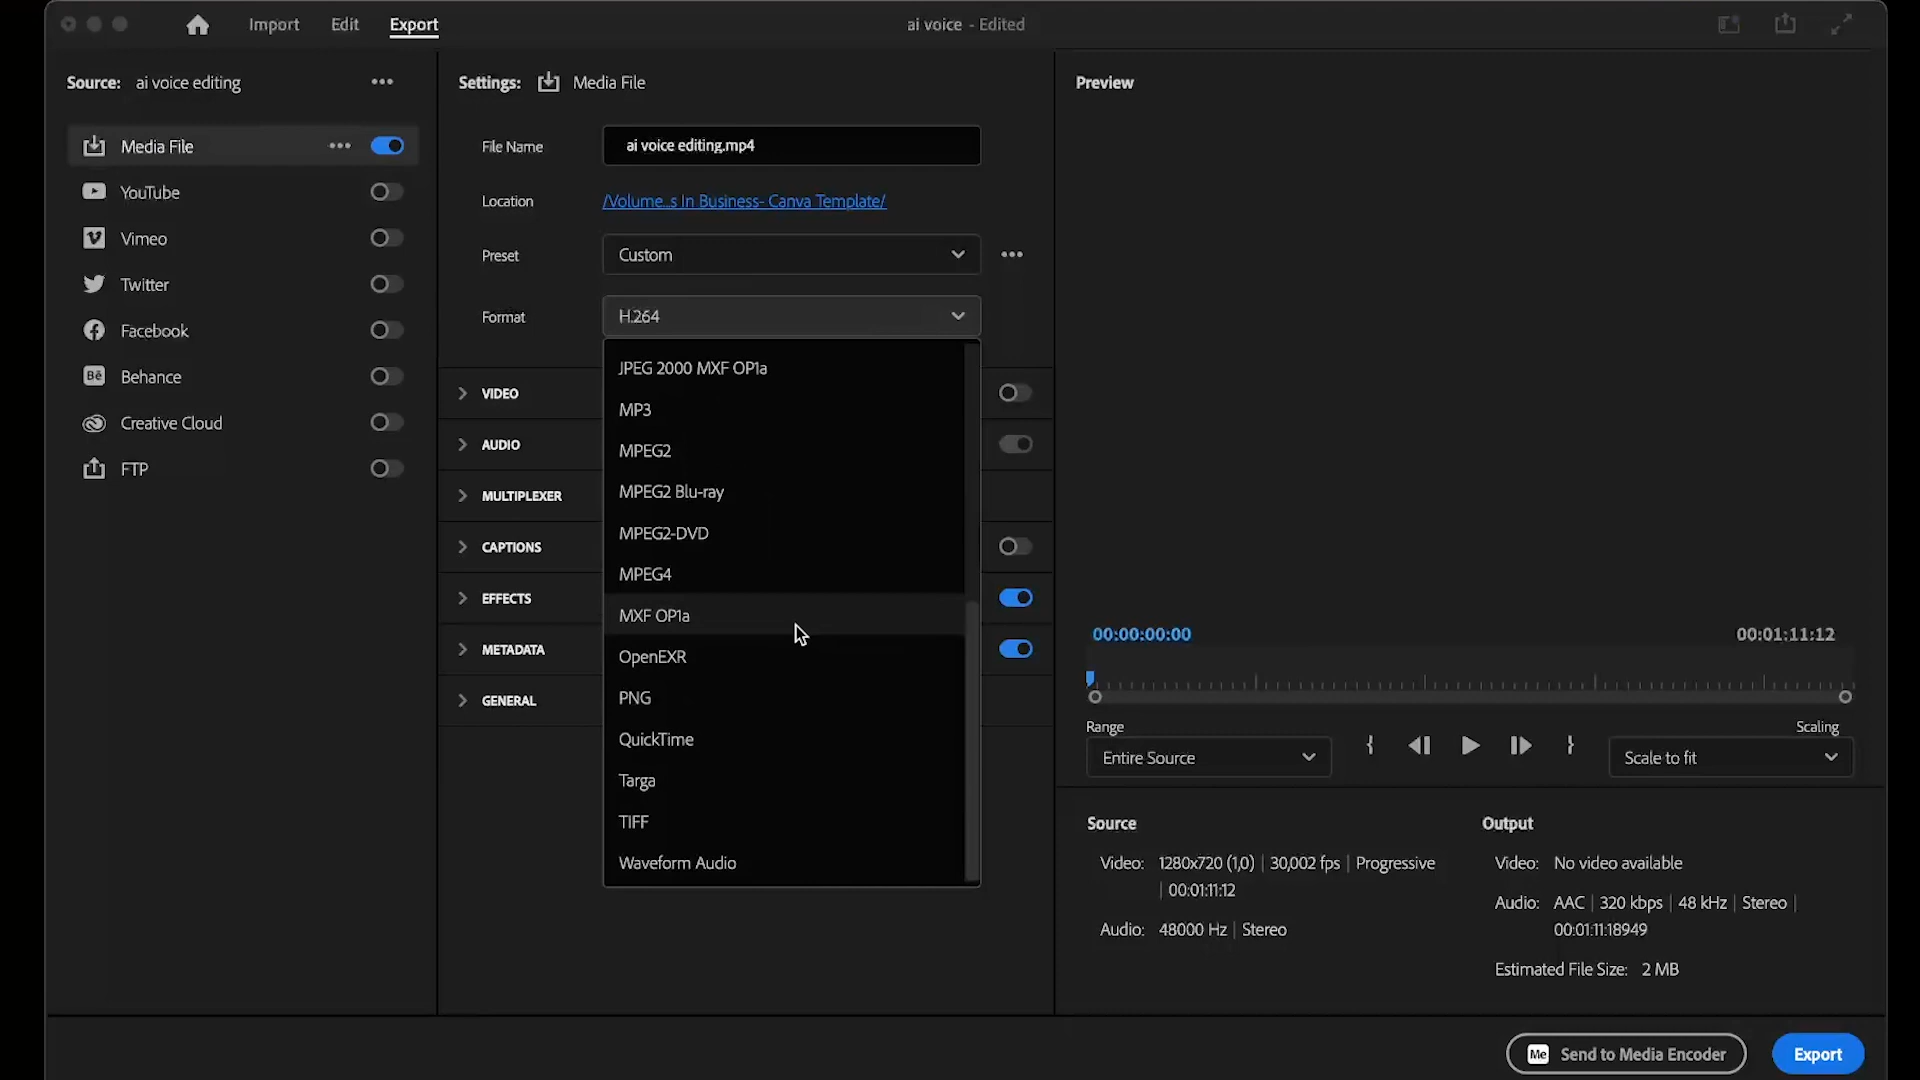 Import Edit Export
ai voice - Edited
Source: ai voice editing
Media File
YouTube
Vimeo
Twitter
Facebook
Bē Behance
Creative Cloud
FTP
Settings: Media File
File Name ai voice editing.mp4
Location /Volume...s In Business- Canva Template/
Preset Custom
Format H.264
JPEG 2000 MXF OP1a
MP3
MPEG2
MPEG2 Blu-ray
MPEG2-DVD
MPEG4
MXF OP1a
OpenEXR
PNG
QuickTime
Targa
TIFF
Waveform Audio
VIDEO
AUDIO
MULTIPLEXER
CAPTIONS
EFFECTS
METADATA
GENERAL
Preview
00:00:00:00 00:01:11:12
Range Scaling
Entire Source Scale to fit
Source
Video: 1280x720 (1,0) | 30,002 fps | Progressive
| 00:01:11:12
Audio: 48000 Hz | Stereo
Output
Video: No video available
Audio: AAC | 320 kbps | 48 kHz | Stereo |
00:01:11:18949
Estimated File Size: 2 MB
Me Send to Media Encoder Export